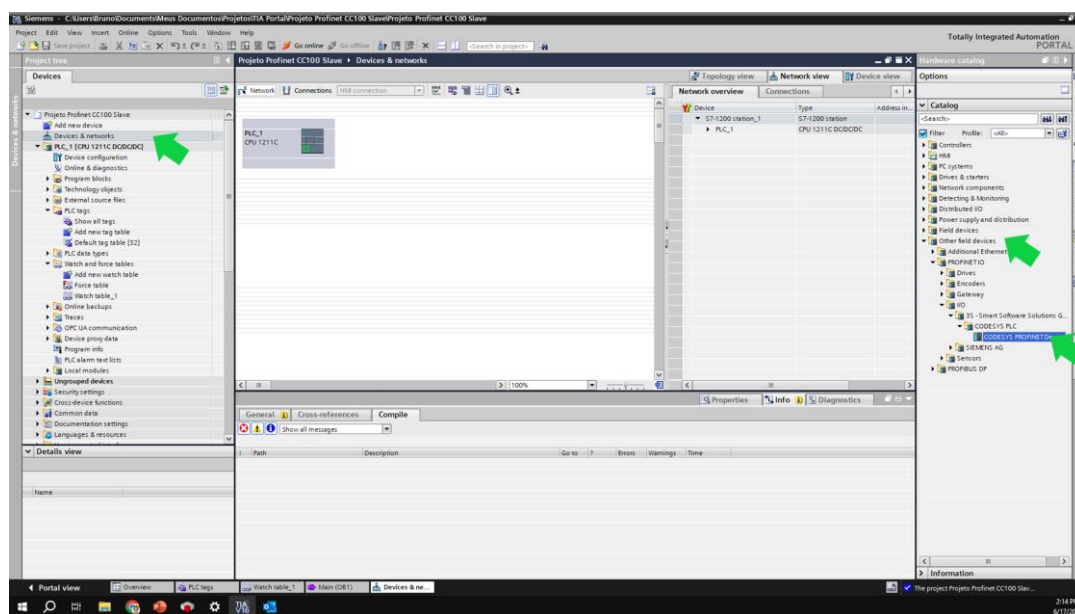 Siemens - C:\Users\Bruno\Documents\Meus Documentos\Projetos\TIA Portal\Projeto Profinet CC100 Slave\Projeto Profinet CC100 Slave
Project Edit View Insert Online Options Tools Window Help
Save project
Go online
Go offline
<Search in project>
Totally Integrated Automation
PORTAL
Project tree
Devices
Devices & networks
Projeto Profinet CC100 Slave
Add new device
Devices & networks
PLC_1 [CPU 1211C DC/DC/DC]
Device configuration
Online & diagnostics
Program blocks
Technology objects
External source files
PLC tags
Show all tags
Add new tag table
Default tag table [32]
PLC data types
Watch and force tables
Add new watch table
Force table
Watch table_1
Online backups
Traces
OPC UA communication
Device proxy data
Program info
PLC alarm text lists
Local modules
Ungrouped devices
Security settings
Cross-device functions
Common data
Documentation settings
Languages & resources
Details view
Name
Projeto Profinet CC100 Slave
Devices & networks
Topology view
Network view
Device view
Network
Connections
HMI connection
PLC_1
CPU 1211C
100%
Network overview
Connections
Device
Type
Address in...
S7-1200 station_1
S7-1200 station
PLC_1
CPU 1211C DC/DC/DC
Properties
Info
Diagnostics
General
Cross-references
Compile
Show all messages
!
Path
Description
Go to
?
Errors
Warnings
Time
Hardware catalog
Options
Catalog
<Search>
Filter
Profile:
<All>
Controllers
HMI
PC systems
Drives & starters
Network components
Detecting & Monitoring
Distributed I/O
Power supply and distribution
Field devices
Other field devices
Additional Ethernet
PROFINET IO
Drives
Encoders
Gateway
I/O
3S - Smart Software Solutions G...
CODESYS PLC
CODESYS PROFINET
SIEMENS AG
Sensors
PROFIBUS DP
Information
Portal view
Overview
PLC tags
Watch table_1
Main (OB1)
Devices & ne...
The project Projeto Profinet CC100 Slav...
2:14 P